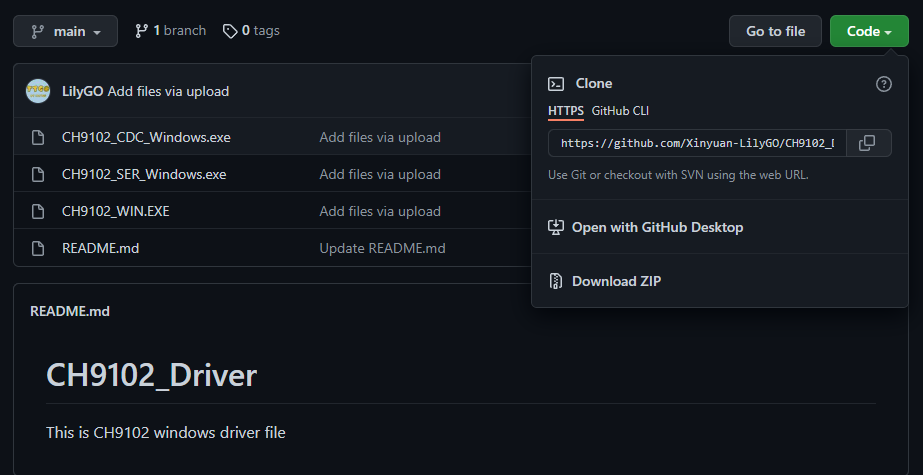 main 1 branch 0 tags Go to file Code
LilyGO Add files via upload
CH9102_CDC_Windows.exe Add files via upload
CH9102_SER_Windows.exe Add files via upload
CH9102_WIN.EXE Add files via upload
README.md Update README.md
Clone
HTTPS GitHub CLI
https://github.com/Xinyuan-LilyGO/CH9102_
Use Git or checkout with SVN using the web URL.
Open with GitHub Desktop
Download ZIP
README.md
CH9102_Driver
This is CH9102 windows driver file